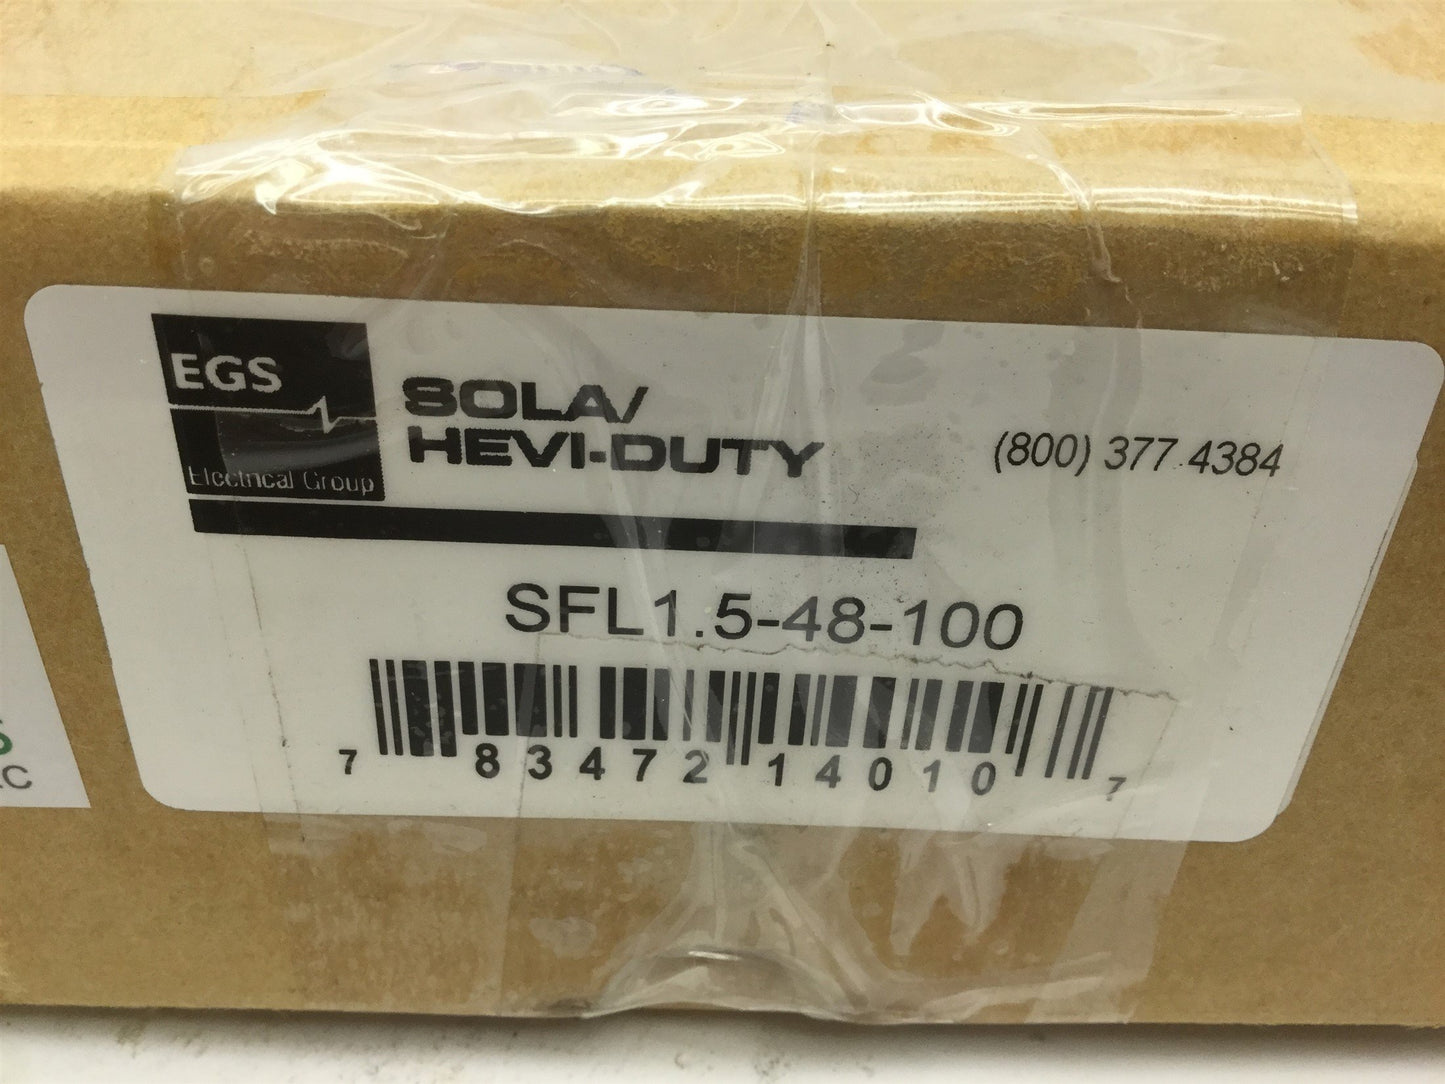 EGS
Electrical Group
SOLA/
HEVI-DUTY
(800) 377 4384
SFL1.5-48-100
7 83472 14010 7
C